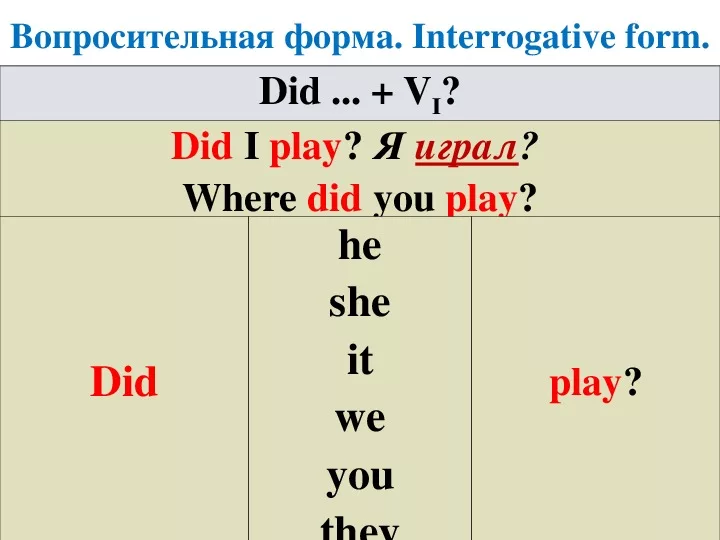 Вопросительная форма. Interrogative form.
Did ... + VI?
Did I play? Я играл?
Where did you play?
he
she
it
we
you
they
Did
play?